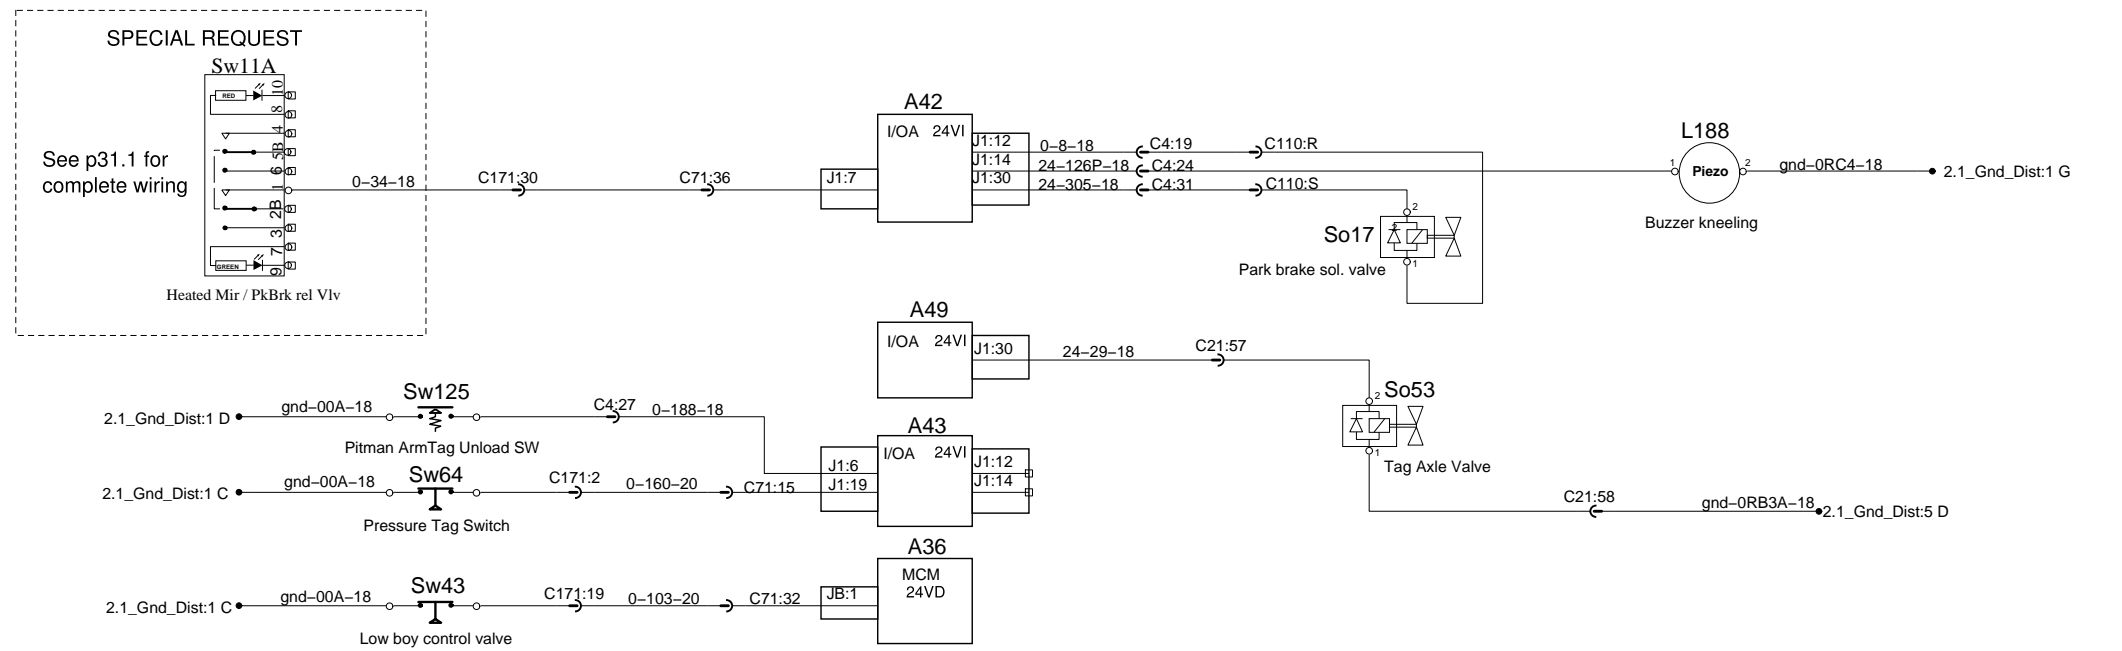 SPECIAL REQUEST
Sw11A
RED
10
8
4
5B
6
1
2B
3
7
9
GREEN
See p31.1 for
complete wiring
Heated Mir / PkBrk rel Vlv
0-34-18
C171:30
C71:36
J1:7
A42
I/OA 24VI
J1:12
J1:14
J1:30
0-8-18
24-126P-18
24-305-18
C4:19
C4:24
C4:31
C110:R
C110:S
2
So17
1
Park brake sol. valve
L188
1
Piezo
2
Buzzer kneeling
gnd-0RC4-18
2.1_Gnd_Dist:1 G
A49
I/OA 24VI
J1:30
24-29-18
C21:57
2
So53
1
Tag Axle Valve
C21:58
gnd-0RB3A-18
2.1_Gnd_Dist:5 D
2.1_Gnd_Dist:1 D
gnd-00A-18
Sw125
Pitman ArmTag Unload SW
C4:27
0-188-18
A43
I/OA 24VI
J1:6
J1:19
J1:12
J1:14
2.1_Gnd_Dist:1 C
gnd-00A-18
Sw64
Pressure Tag Switch
C171:2
0-160-20
C71:15
2.1_Gnd_Dist:1 C
gnd-00A-18
Sw43
Low boy control valve
C171:19
0-103-20
C71:32
JB:1
A36
MCM
24VD